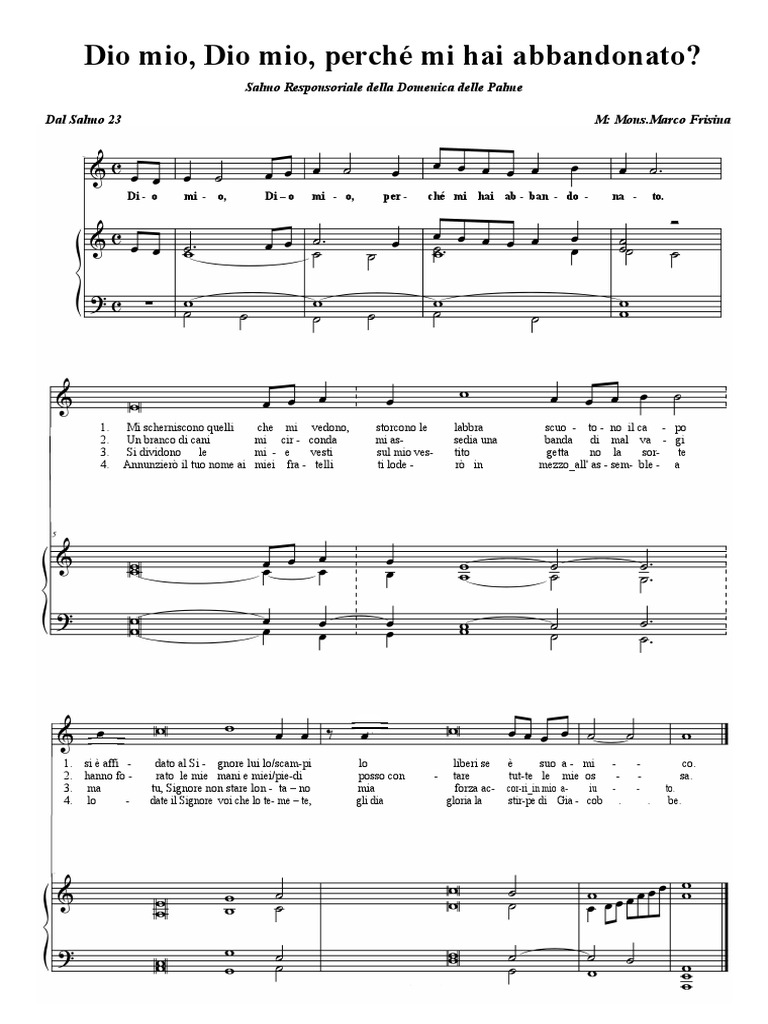 Dio mio, Dio mio, perché mi hai abbandonato?
Salmo Responsoriale della Domenica delle Palme
Dal Salmo 23
M: Mons.Marco Frisina
Di - o mi - o, Di – o mi - o, per - ché mi hai ab - ban - do - na - to.
1. Mi scherniscono quelli che mi vedono, storcono le labbra scuo - to - no il ca - po
2. Un branco di cani mi cir - conda mi as - sedia una banda di mal va - gi
3. Si dividono le mi - e vesti sul mio ves - tito getta no la sor - te
4. Annunzierò il tuo nome ai miei fra - telli ti lode - rò in mezzo_all' as - sem - ble - a
5
1. si è affi - dato al Si - gnore lui lo/scampi lo liberi se è suo a - mi - co.
2. hanno fo - rato le mie mani e miei/pie-di posso con - tare tut-te le mie os - sa.
3. ma - tu, Signore non stare lon - ta – no mia forza ac - cor-ri_in mio a- iu - to.
4. lo - date il Signore voi che lo te - me – te, gli dia gloria la stir-pe di Gia - cob . . be.